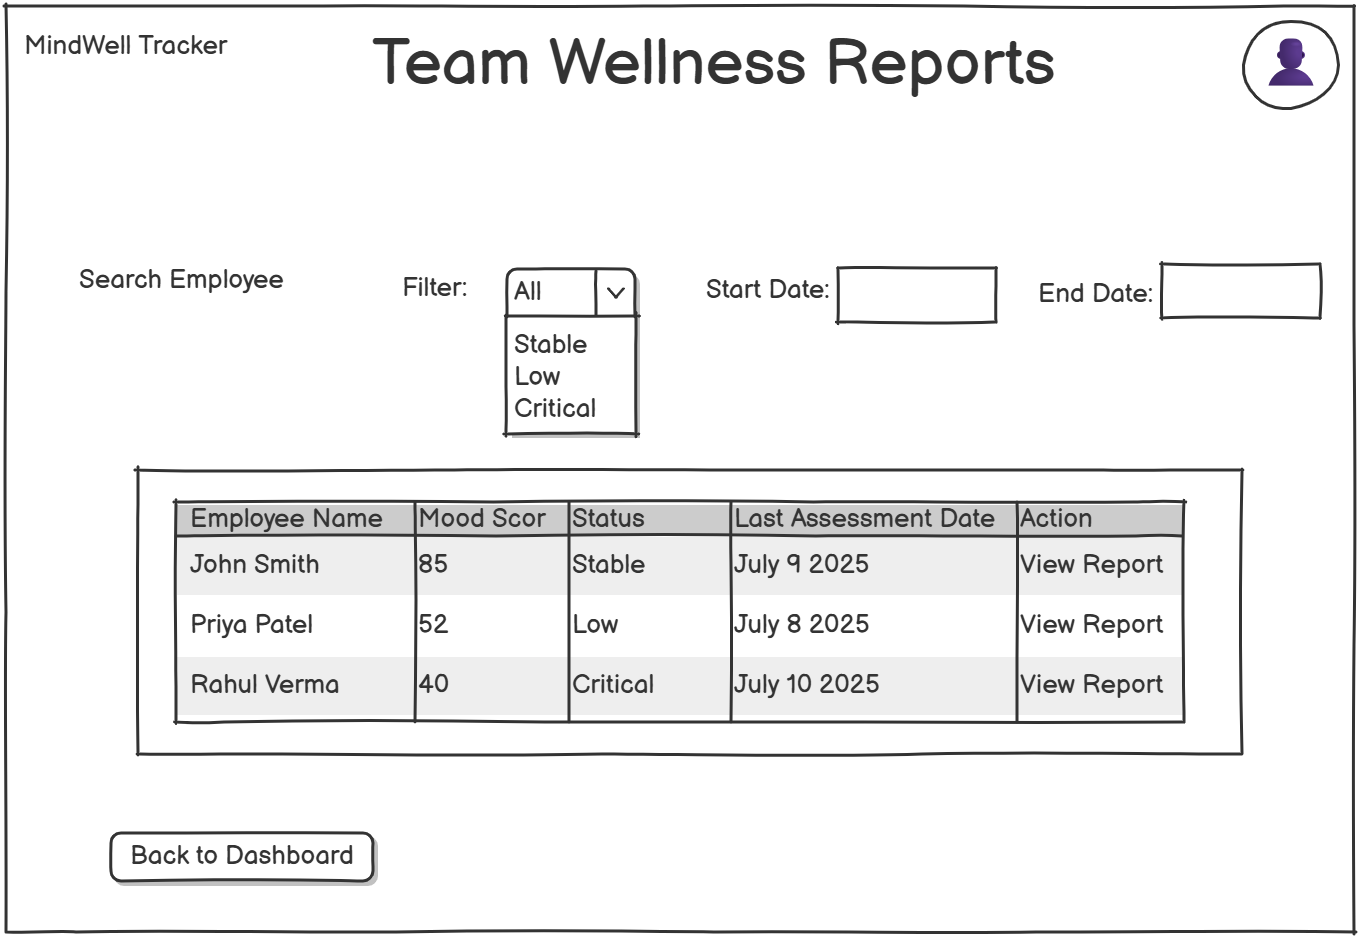 MindWell Tracker
Team Wellness Reports
Search Employee
Filter:
All
Stable
Low
Critical
Start Date:
End Date:
Employee Name Mood Scor Status Last Assessment Date Action
John Smith 85 Stable July 9 2025 View Report
Priya Patel 52 Low July 8 2025 View Report
Rahul Verma 40 Critical July 10 2025 View Report
Back to Dashboard